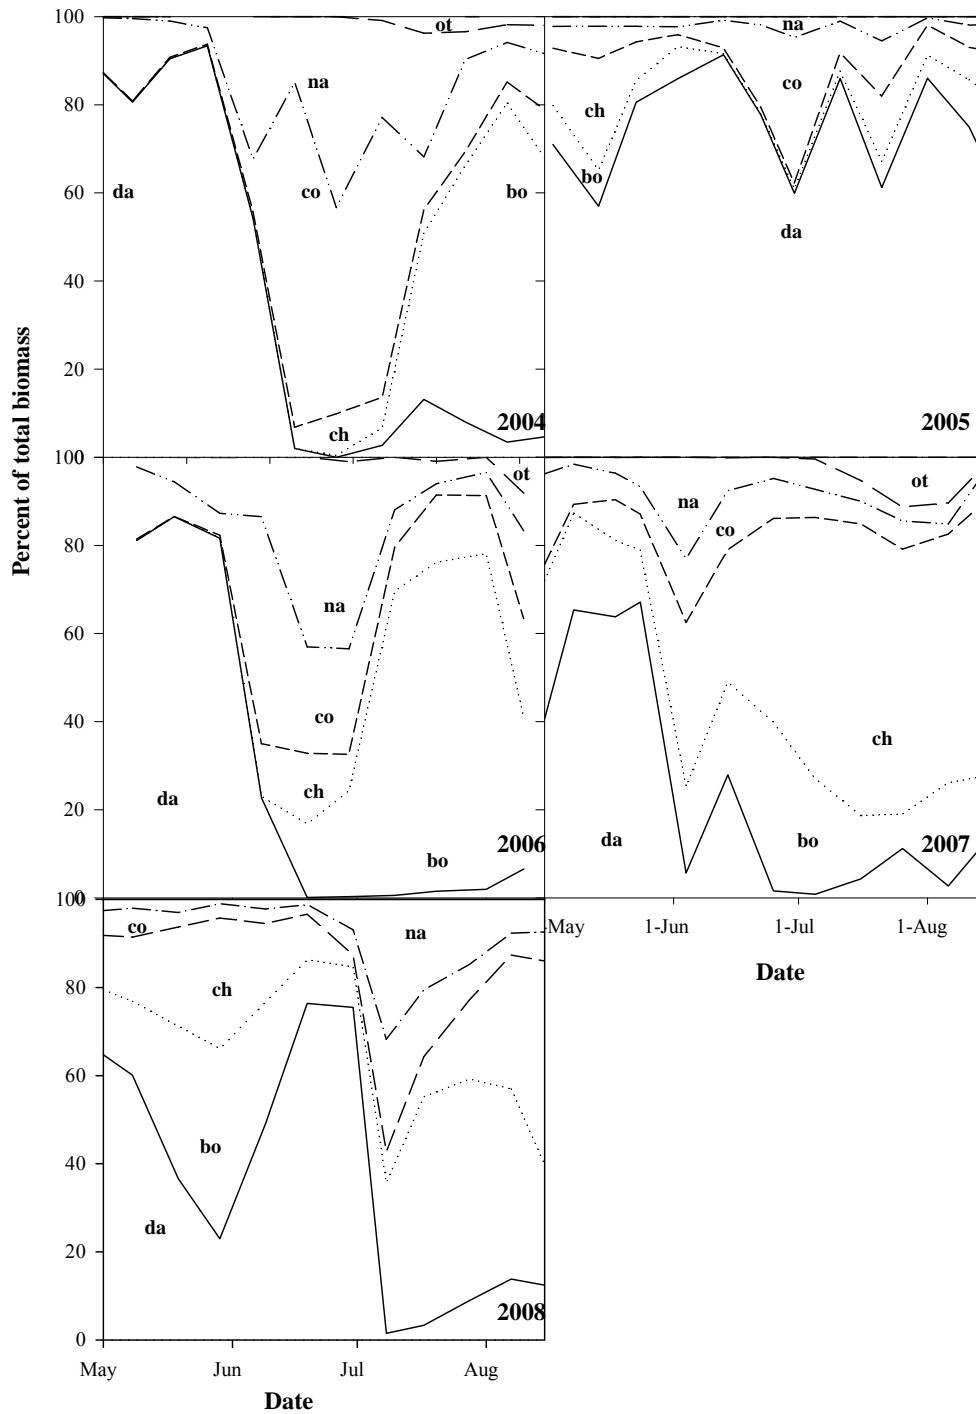 100
ot
na
na
80
co
ch
da
co
bo
bo
60
da
40
20
ch
2004
2005
Percent of total biomass
100
ot
ot
na
co
80
na
60
co
40
ch
ch
da
20
da
bo
bo
2006
2007
0
100
co
na
-May
1-Jun
1-Jul
1-Aug
Date
ch
80
60
bo
40
da
20
2008
0
May
Jun
Jul
Aug
Date